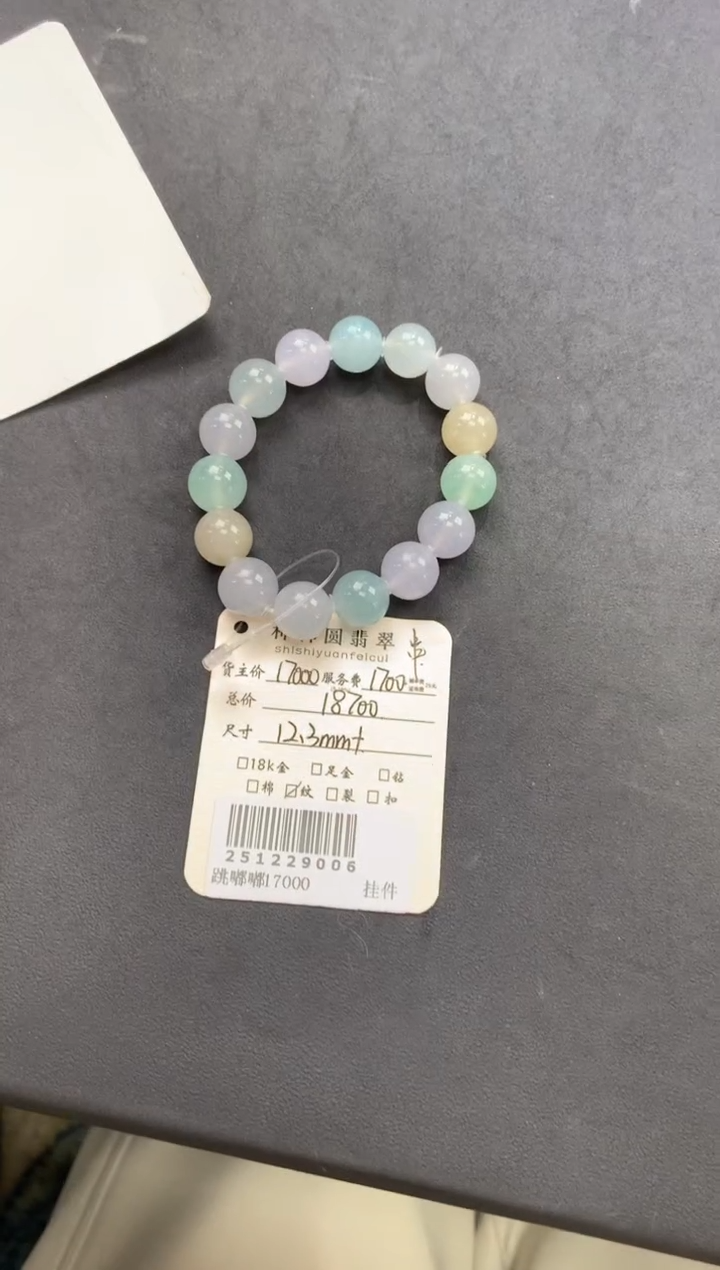 圆翡翠
shishiyuanfeicui
货主价 17000 服务费 1700
总价 18700
尺寸 12.3mm+
□18k金 □足金 □钻
□棉 ☑纹 □裂 □扣
251229006
跳嘟嘟17000 挂件